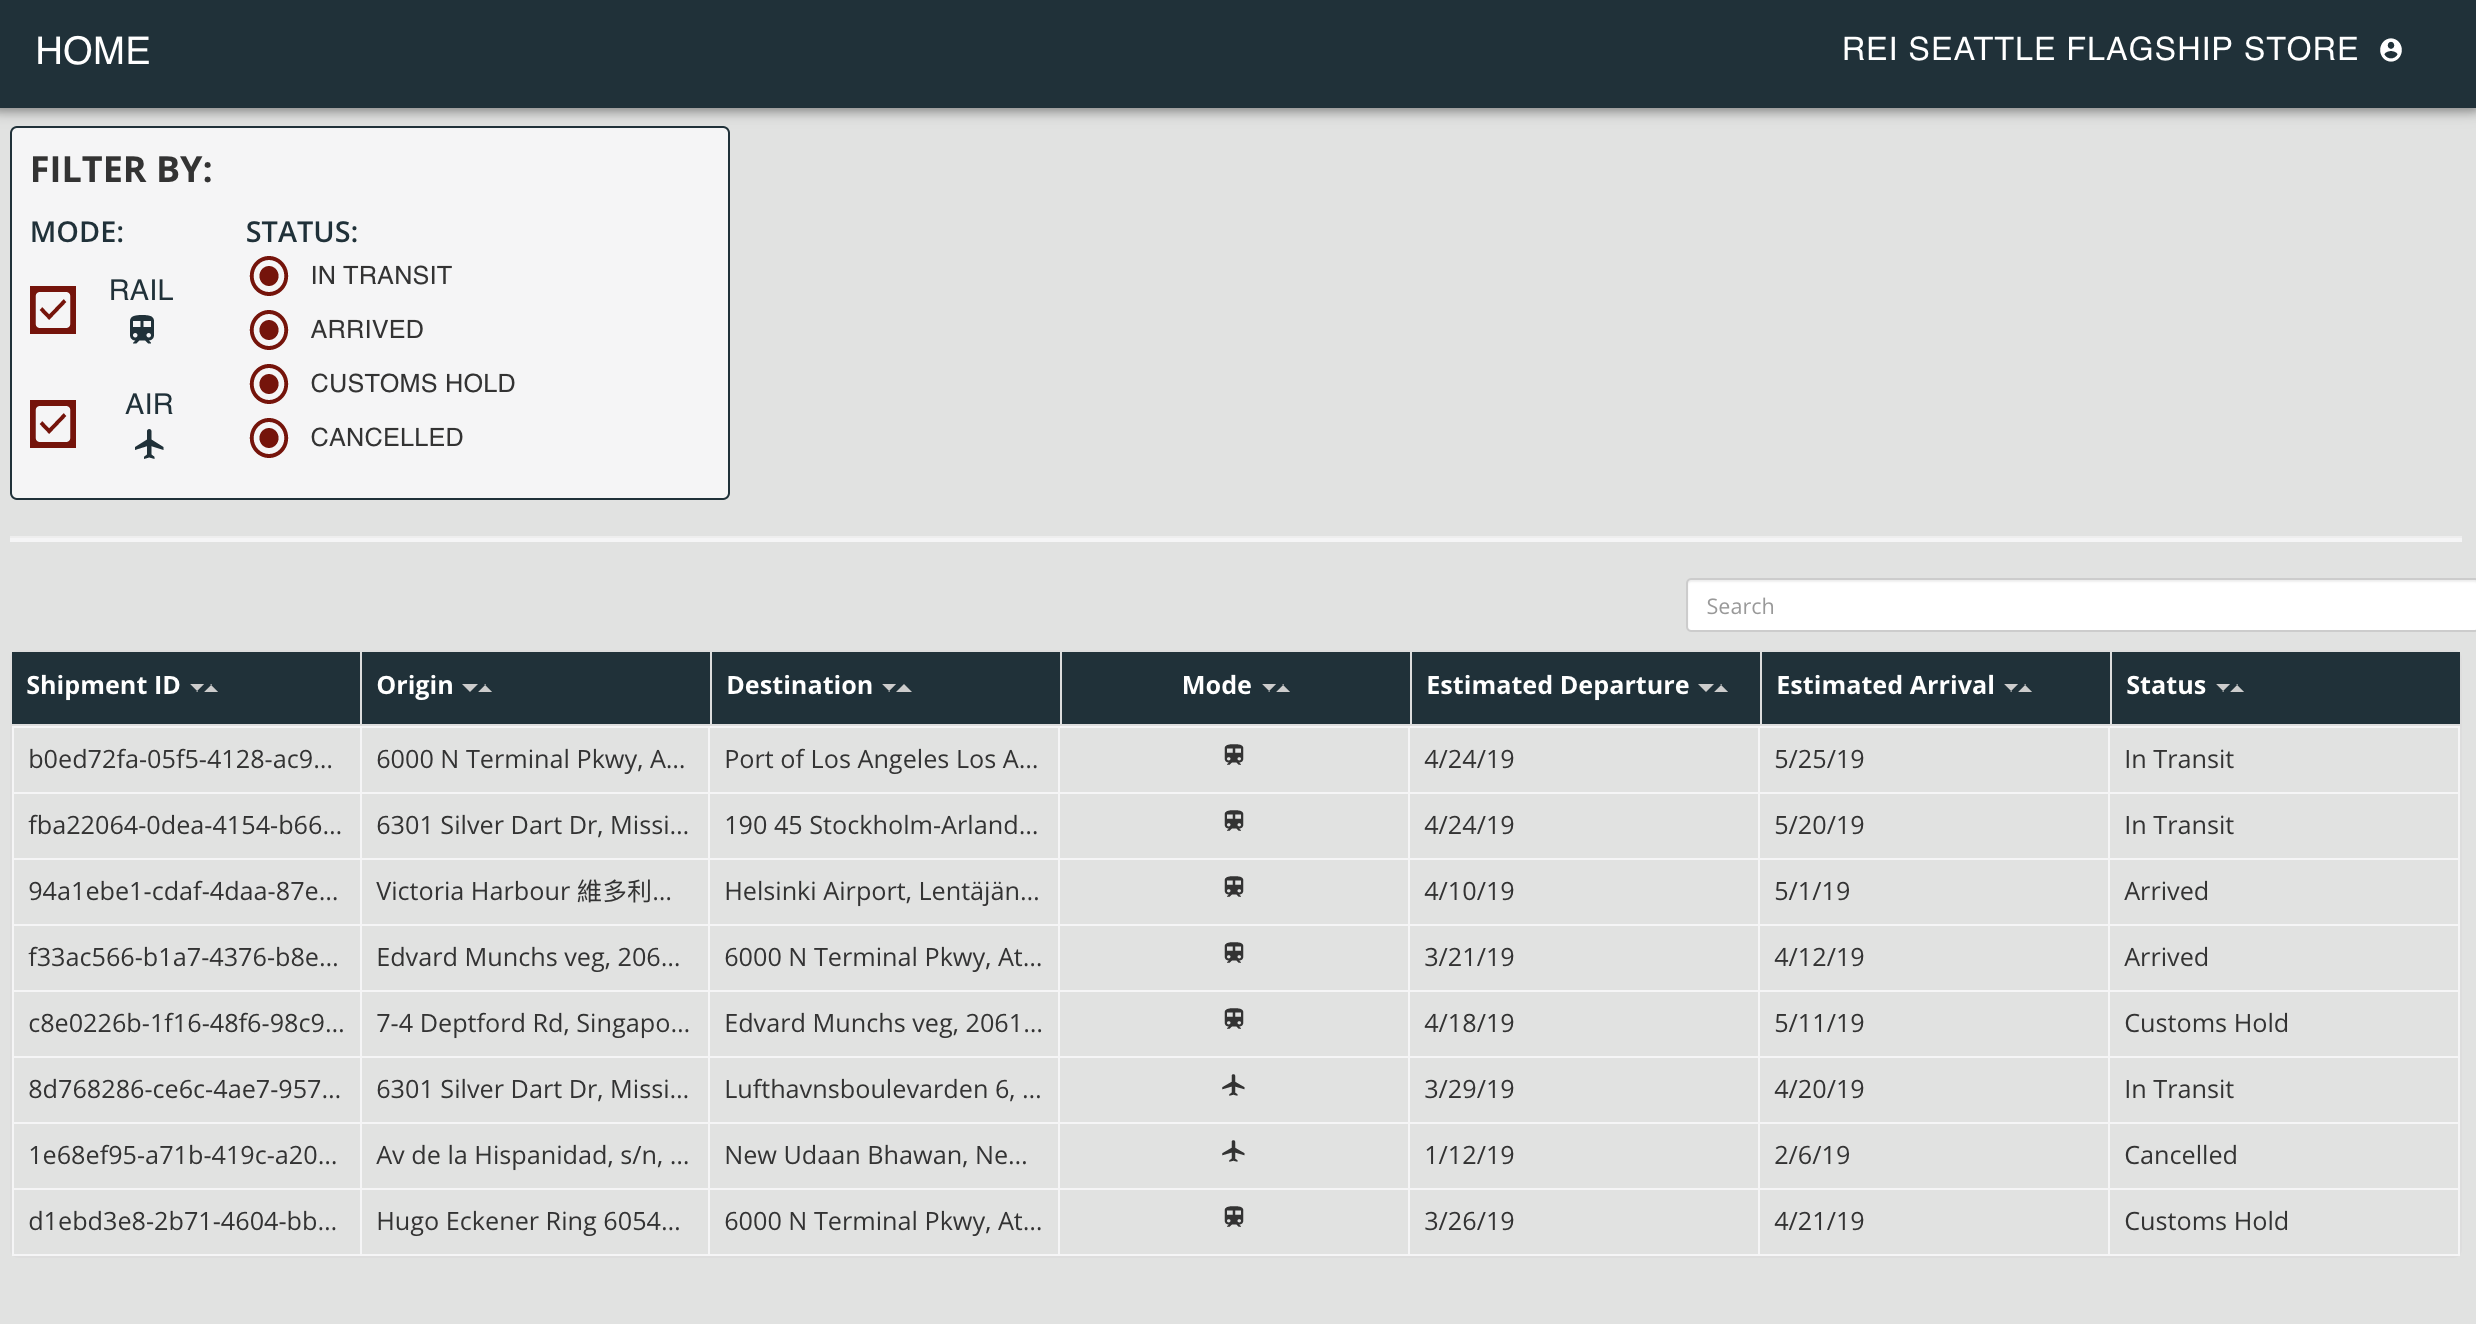 HOME
REI SEATTLE FLAGSHIP STORE
FILTER BY:
MODE:
STATUS:
RAIL
AIR
IN TRANSIT
ARRIVED
CUSTOMS HOLD
CANCELLED
Search
Shipment ID Origin Destination Mode Estimated Departure Estimated Arrival Status
b0ed72fa-05f5-4128-ac9... 6000 N Terminal Pkwy, A... Port of Los Angeles Los A... 4/24/19 5/25/19 In Transit
fba22064-0dea-4154-b66... 6301 Silver Dart Dr, Missi... 190 45 Stockholm-Arland... 4/24/19 5/20/19 In Transit
94a1ebe1-cdaf-4daa-87e... Victoria Harbour 維多利... Helsinki Airport, Lentäjän... 4/10/19 5/1/19 Arrived
f33ac566-b1a7-4376-b8e... Edvard Munchs veg, 206... 6000 N Terminal Pkwy, At... 3/21/19 4/12/19 Arrived
c8e0226b-1f16-48f6-98c9... 7-4 Deptford Rd, Singapo... Edvard Munchs veg, 2061... 4/18/19 5/11/19 Customs Hold
8d768286-ce6c-4ae7-957... 6301 Silver Dart Dr, Missi... Lufthavnsboulevarden 6, ... 3/29/19 4/20/19 In Transit
1e68ef95-a71b-419c-a20... Av de la Hispanidad, s/n, ... New Udaan Bhawan, Ne... 1/12/19 2/6/19 Cancelled
d1ebd3e8-2b71-4604-bb... Hugo Eckener Ring 6054... 6000 N Terminal Pkwy, At... 3/26/19 4/21/19 Customs Hold